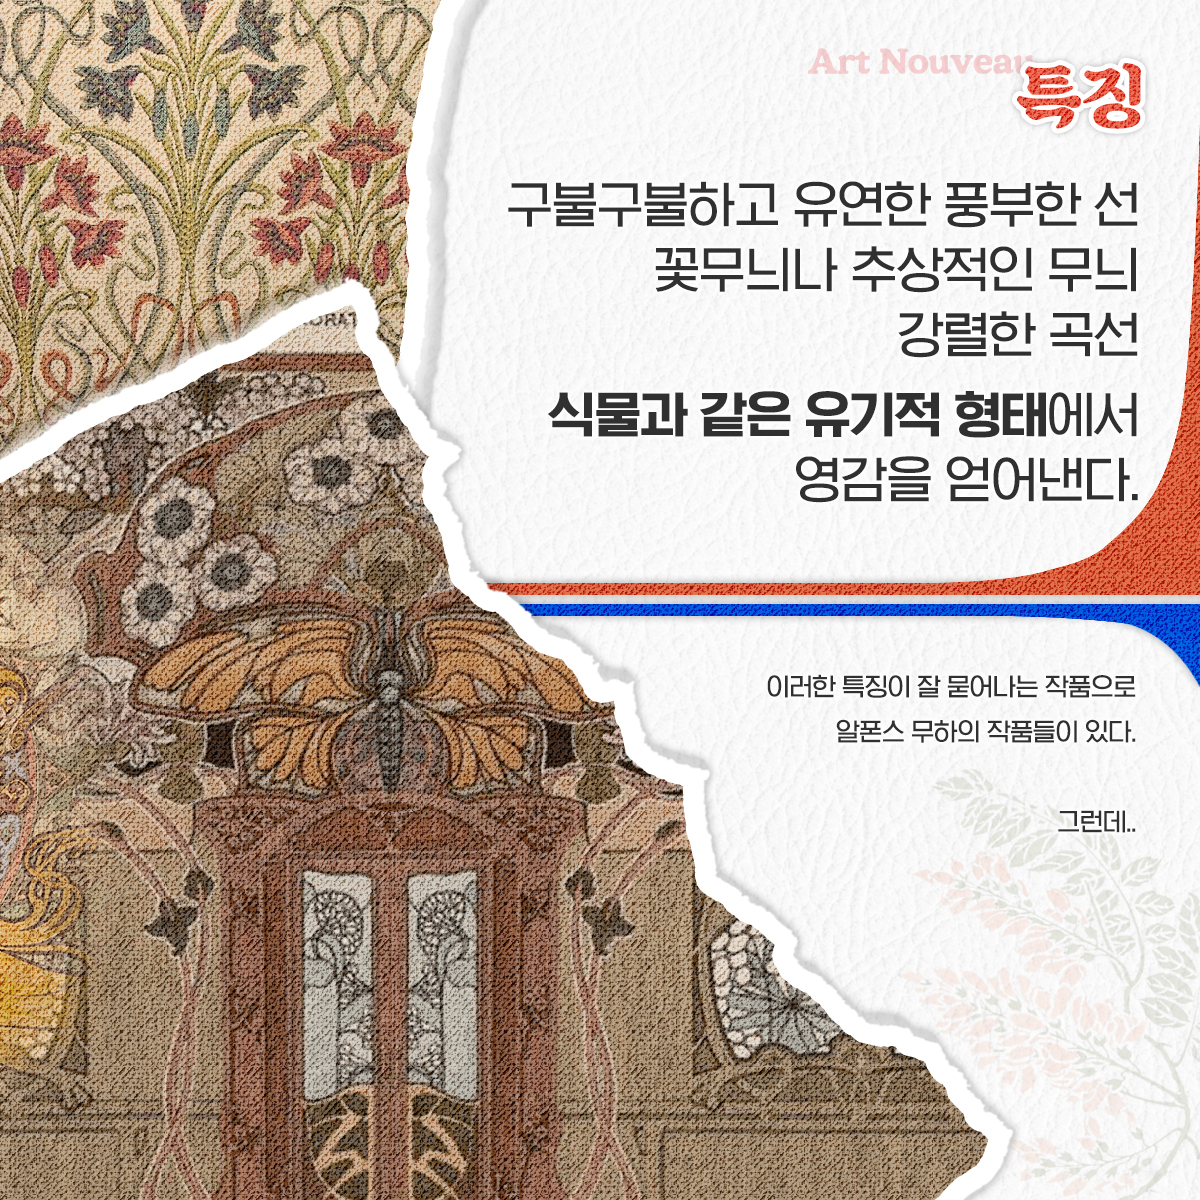 Art Nouveau
특징
구불구불하고 유연한 풍부한 선
꽃무늬나 추상적인 무늬
강렬한 곡선
식물과 같은 유기적 형태에서
영감을 얻어낸다.
이러한 특징이 잘 묻어나는 작품으로
알폰스 무하의 작품들이 있다.
그런데..